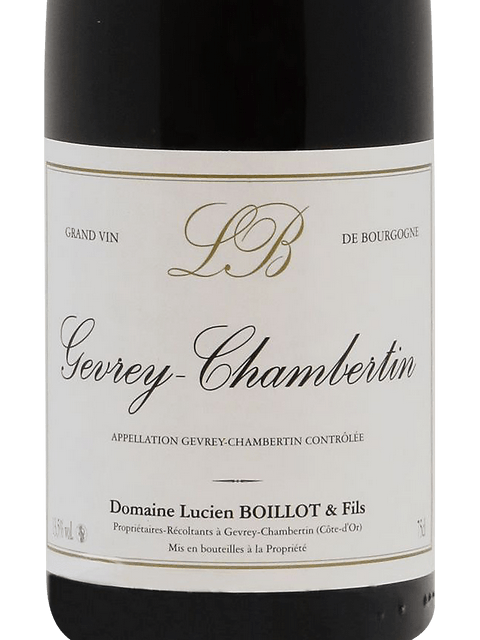 GRAND VIN
LB
DE BOURGOGNE
Gevrey-Chambertin
APPELLATION GEVREY-CHAMBERTIN CONTRÔLÉE
Domaine Lucien BOILLOT & Fils
Propriétaires-Récoltants à Gevrey-Chambertin (Côte-d'Or)
Mis en bouteilles à la Propriété
75cl